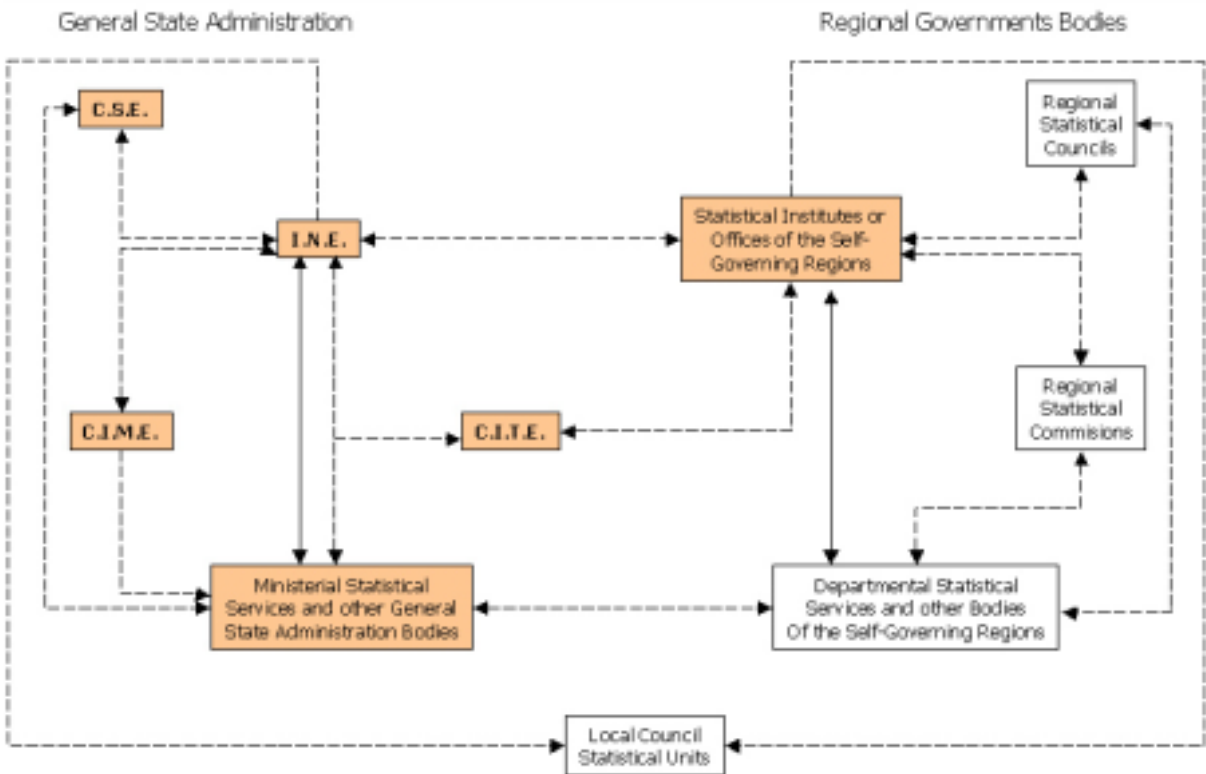 General State Administration
Regional Governments Bodies
C.S.E.
Regional
Statistical
Councils
I.N.E.
Statistical Institutes or
Offices of the Self-
Governing Regions
C.I.M.E.
C.I.T.E.
Regional
Statistical
Commisions
Ministerial Statistical
Services and other General
State Administration Bodies
Departmental Statistical
Services and other Bodies
Of the Self-Governing Regions
Local Council
Statistical Units